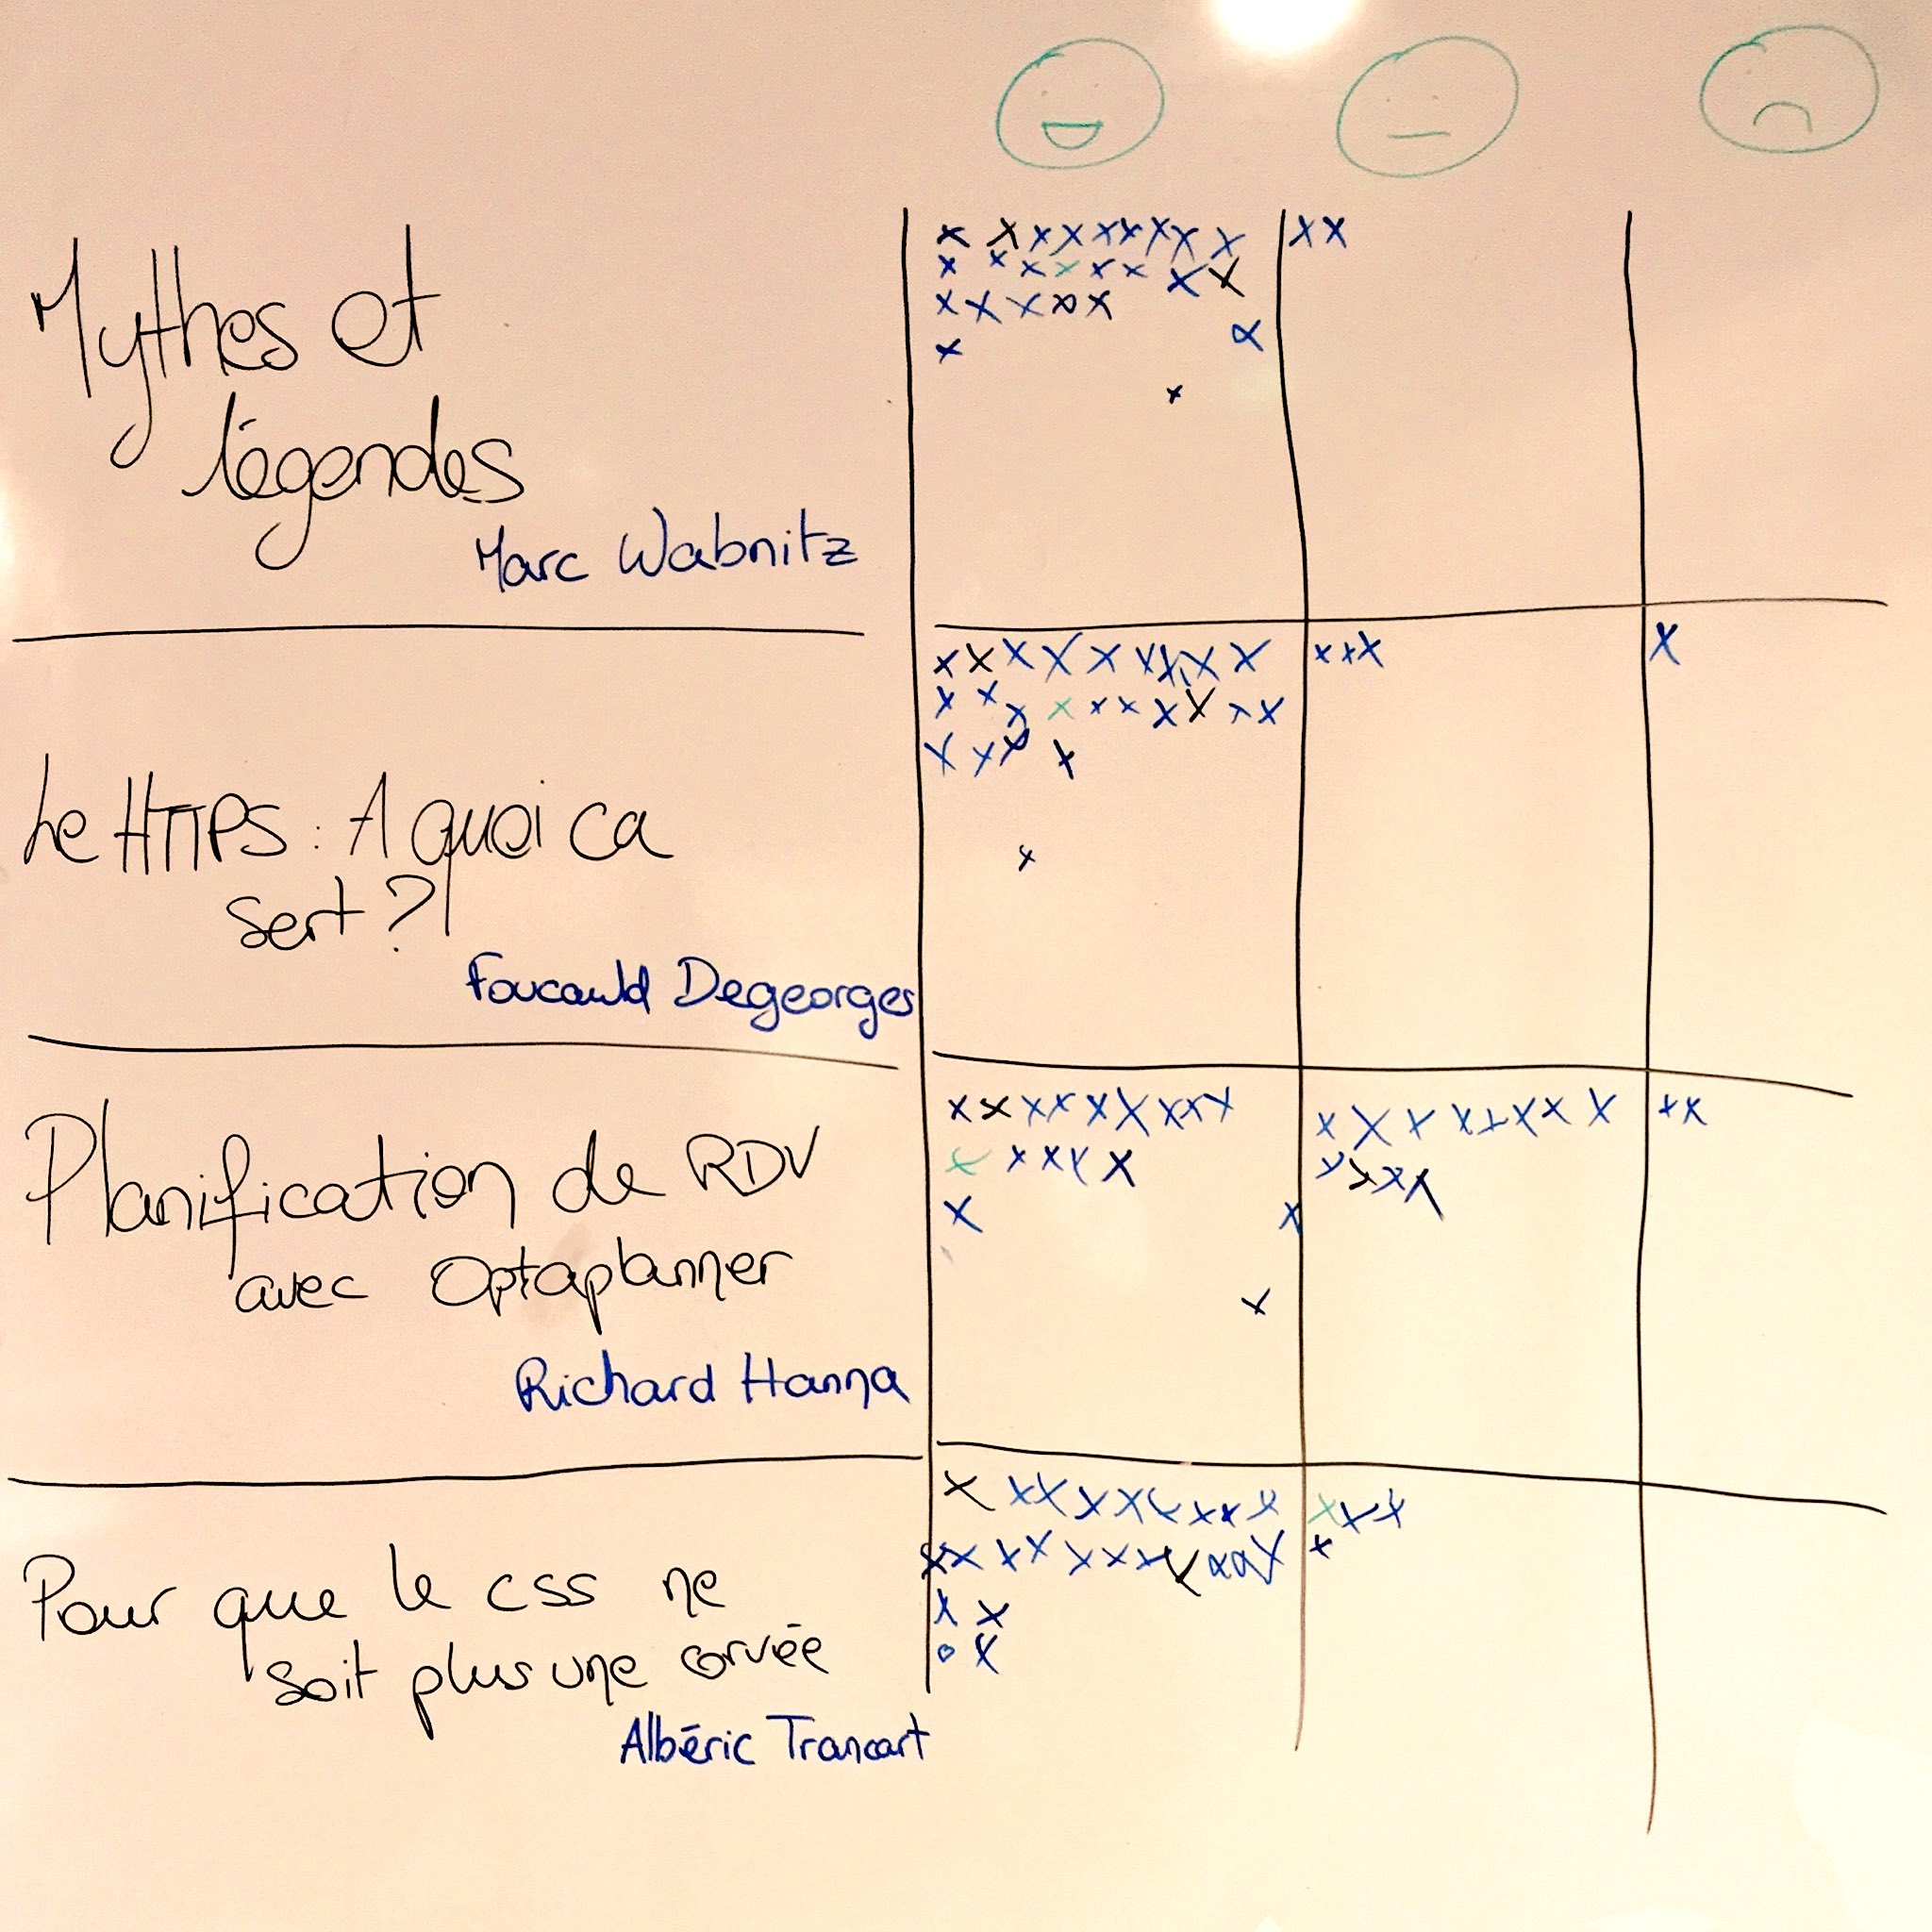 Mythes et
légendes
Marc Wabnitz
Le HTTPS : A quoi ca
sert ?
Foucauld Degeorges
Planification de RDV
avec Optaplanner
Richard Hanna
Pour que le css ne
soit plus une corvée
Albéric Trancart